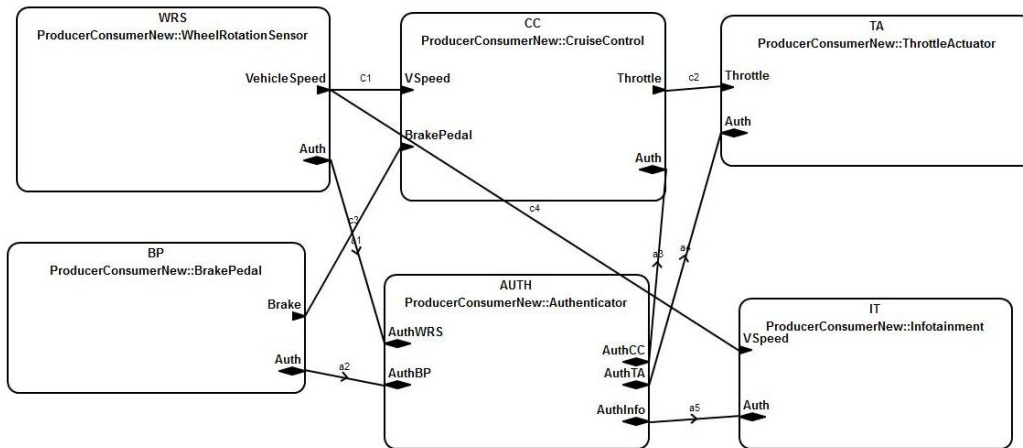 WRS
ProducerConsumerNew::WheelRotationSensor
VehicleSpeed
Auth
C1
CC
ProducerConsumerNew::CruiseControl
VSpeed
Throttle
BrakePedal
Auth
c2
TA
ProducerConsumerNew::ThrottleActuator
Throttle
Auth
c4
c3
a1
a3
a4
BP
ProducerConsumerNew::BrakePedal
Brake
Auth
a2
AUTH
ProducerConsumerNew::Authenticator
AuthWRS
AuthBP
AuthCC
AuthTA
AuthInfo
a5
IT
ProducerConsumerNew::Infotainment
VSpeed
Auth